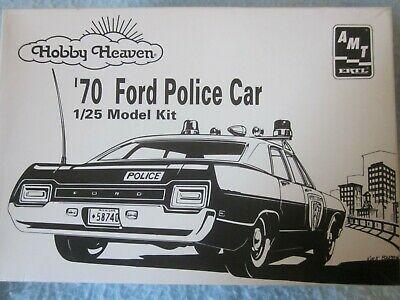 Hobby Heaven
AMT
ERTL
'70 Ford Police Car
1/25 Model Kit
POLICE
FORD
58740